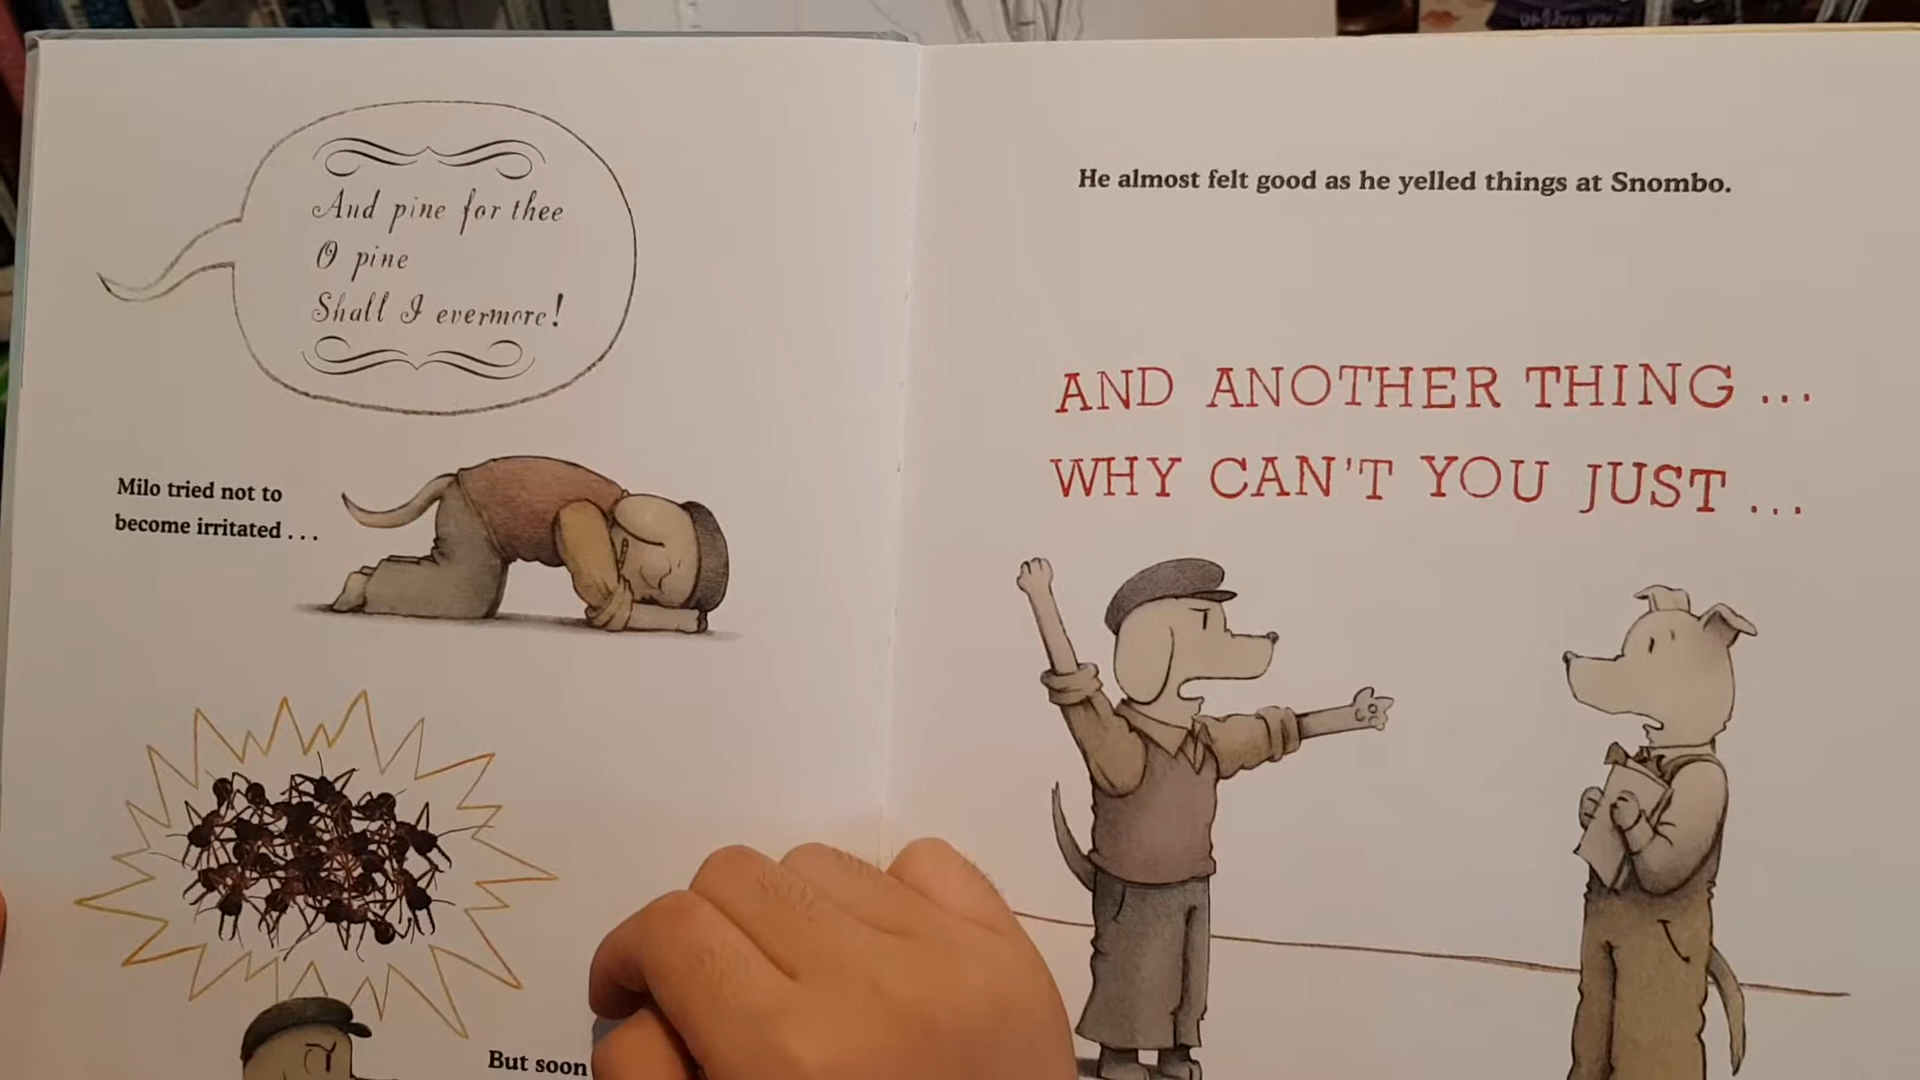 And pine for thee
O pine
Shall I evermore!
Milo tried not to
become irritated . . .
But soon
He almost felt good as he yelled things at Snombo.
AND ANOTHER THING ...
WHY CAN'T YOU JUST ...